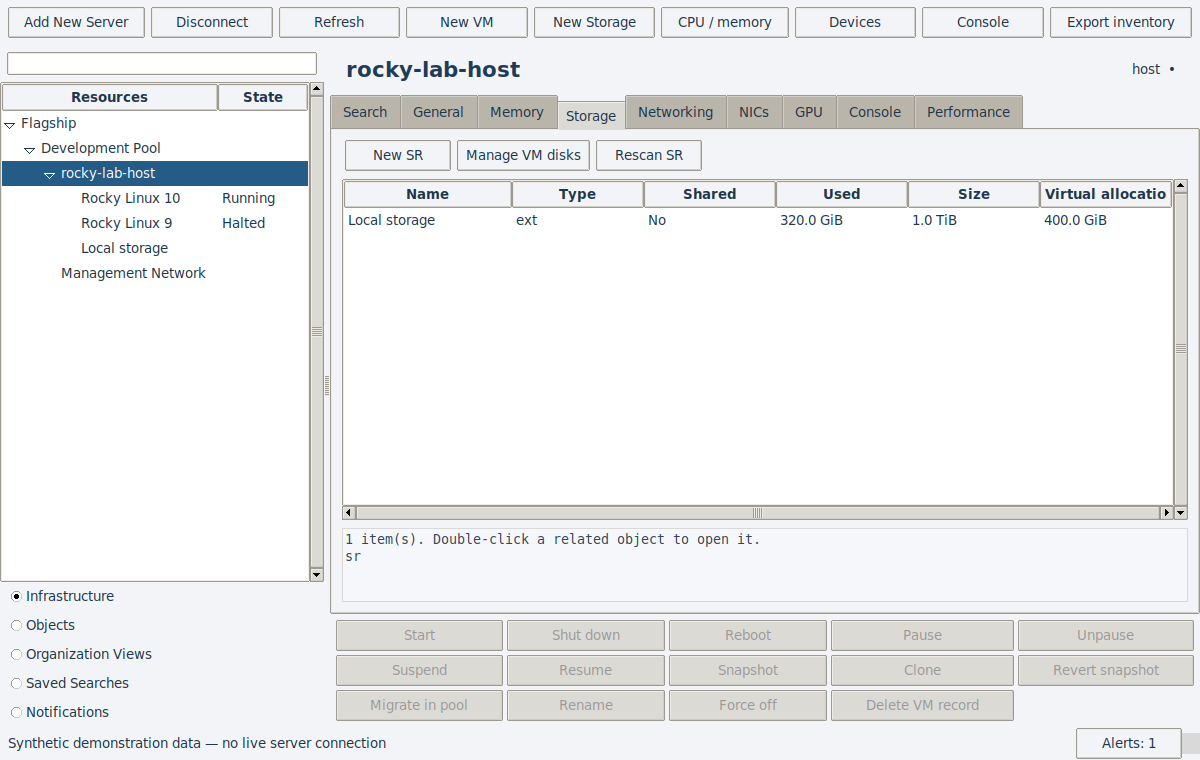 Add New Server Disconnect Refresh New VM New Storage CPU / memory Devices Console Export inventory
rocky-lab-host
host •
Resources State
Flagship
Development Pool
rocky-lab-host
Rocky Linux 10 Running
Rocky Linux 9 Halted
Local storage
Management Network
Search General Memory Storage Networking NICs GPU Console Performance
New SR Manage VM disks Rescan SR
Name Type Shared Used Size Virtual allocatio
Local storage ext No 320.0 GiB 1.0 TiB 400.0 GiB
1 item(s). Double-click a related object to open it.
sr
Infrastructure
Objects
Organization Views
Saved Searches
Notifications
Start Shut down Reboot Pause Unpause
Suspend Resume Snapshot Clone Revert snapshot
Migrate in pool Rename Force off Delete VM record
Synthetic demonstration data — no live server connection
Alerts: 1